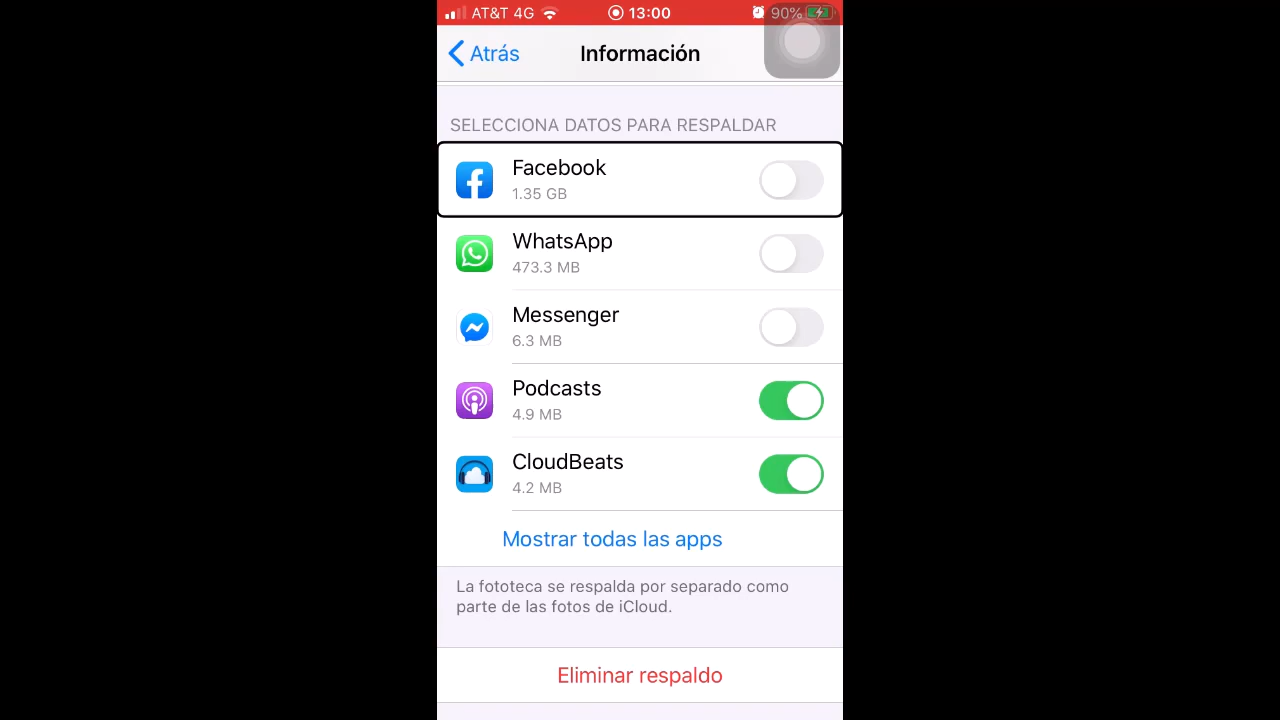 AT&T 4G 13:00 90%
Atrás Información
SELECCIONA DATOS PARA RESPALDAR
Facebook
1.35 GB
WhatsApp
473.3 MB
Messenger
6.3 MB
Podcasts
4.9 MB
CloudBeats
4.2 MB
Mostrar todas las apps
La fototeca se respalda por separado como
parte de las fotos de iCloud.
Eliminar respaldo